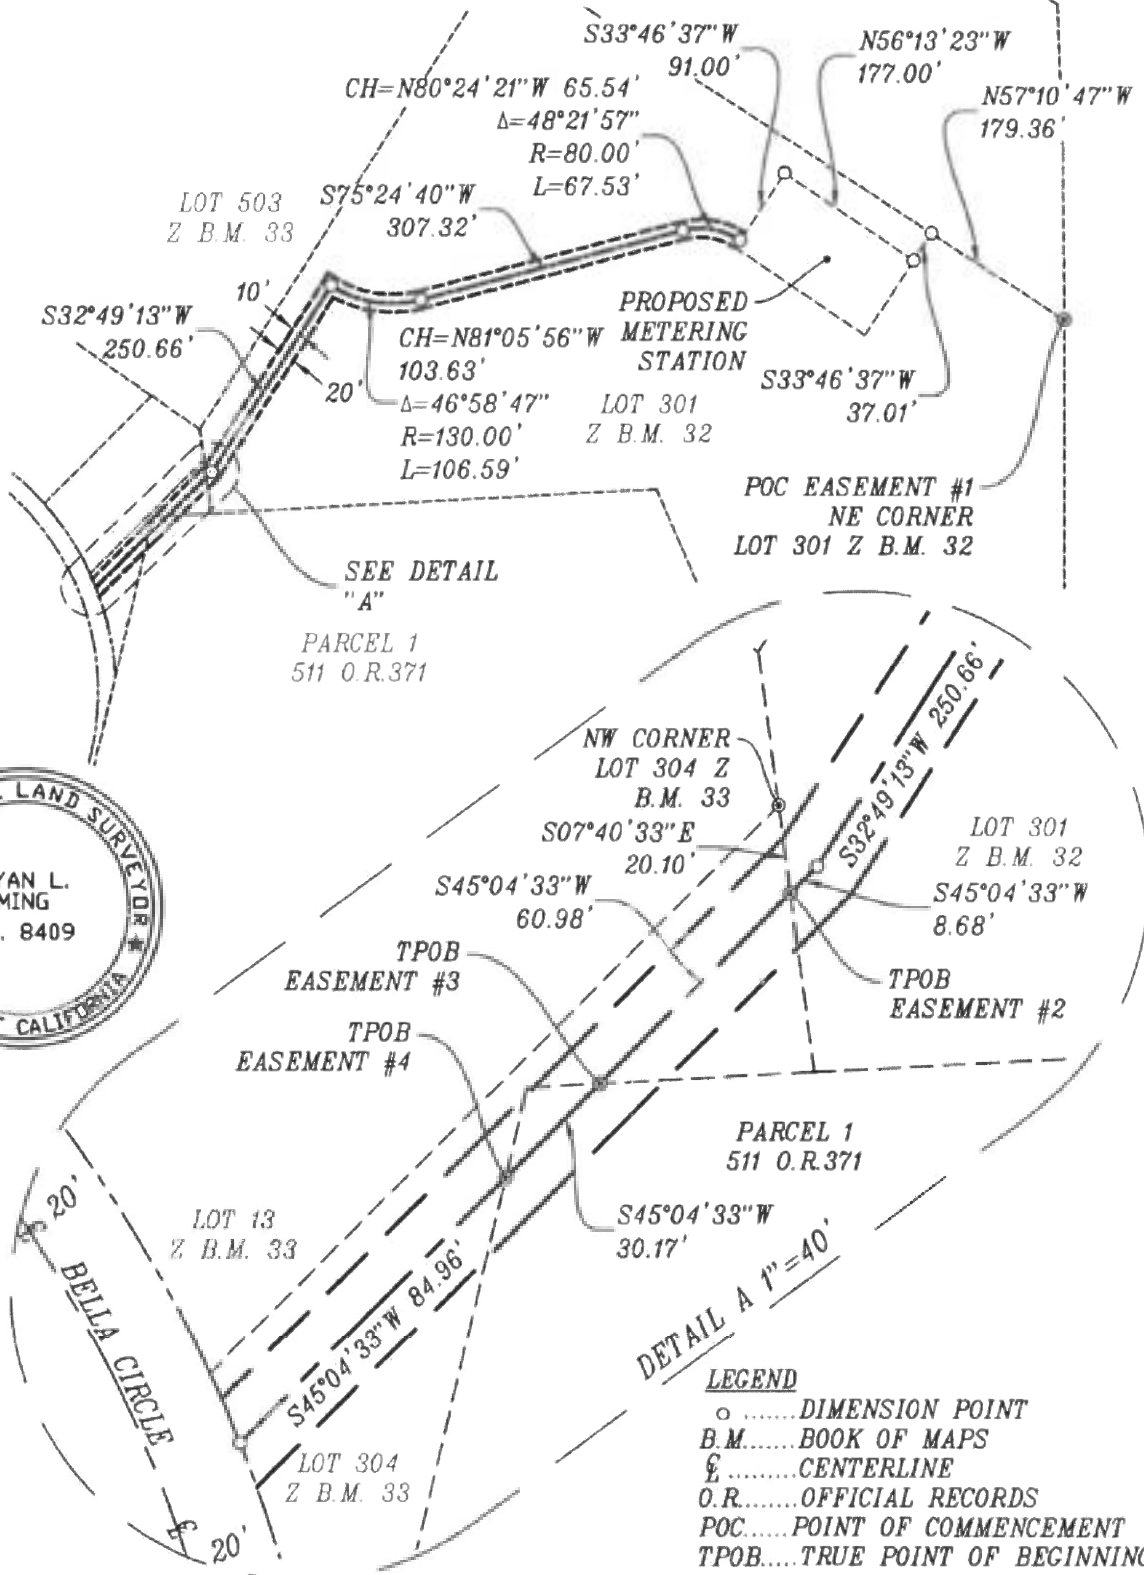 S33°46'37"W
91.00'
N56°13'23"W
177.00'
N57°10'47"W
179.36'
CH=N80°24'21"W 65.54'
Δ=48°21'57"
R=80.00'
L=67.53'
LOT 503
Z B.M. 33
S75°24'40"W
307.32'
10'
S32°49'13"W
250.66'
20'
CH=N81°05'56"W
103.63'
Δ=46°58'47"
R=130.00'
L=106.59'
PROPOSED
METERING
STATION
LOT 301
Z B.M. 32
S33°46'37"W
37.01'
POC EASEMENT #1
NE CORNER
LOT 301 Z B.M. 32
SEE DETAIL
"A"
PARCEL 1
511 O.R.371
LAND SURVEYOR
YAN L.
MING
. 8409
CALIFORNIA
NW CORNER
LOT 304 Z
B.M. 33
S07°40'33"E
20.10'
S32°49'13"W 250.66'
LOT 301
Z B.M. 32
S45°04'33"W
8.68'
S45°04'33"W
60.98'
TPOB
EASEMENT #3
TPOB
EASEMENT #2
TPOB
EASEMENT #4
PARCEL 1
511 O.R.371
S45°04'33"W
30.17'
LOT 13
Z B.M. 33
20'
BELLA CIRCLE
20'
S45°04'33"W 84.96'
LOT 304
Z B.M. 33
DETAIL A 1"=40'
LEGEND
○ ......DIMENSION POINT
B.M.......BOOK OF MAPS
℄ .........CENTERLINE
O.R........OFFICIAL RECORDS
POC.....POINT OF COMMENCEMENT
TPOB.....TRUE POINT OF BEGINNING